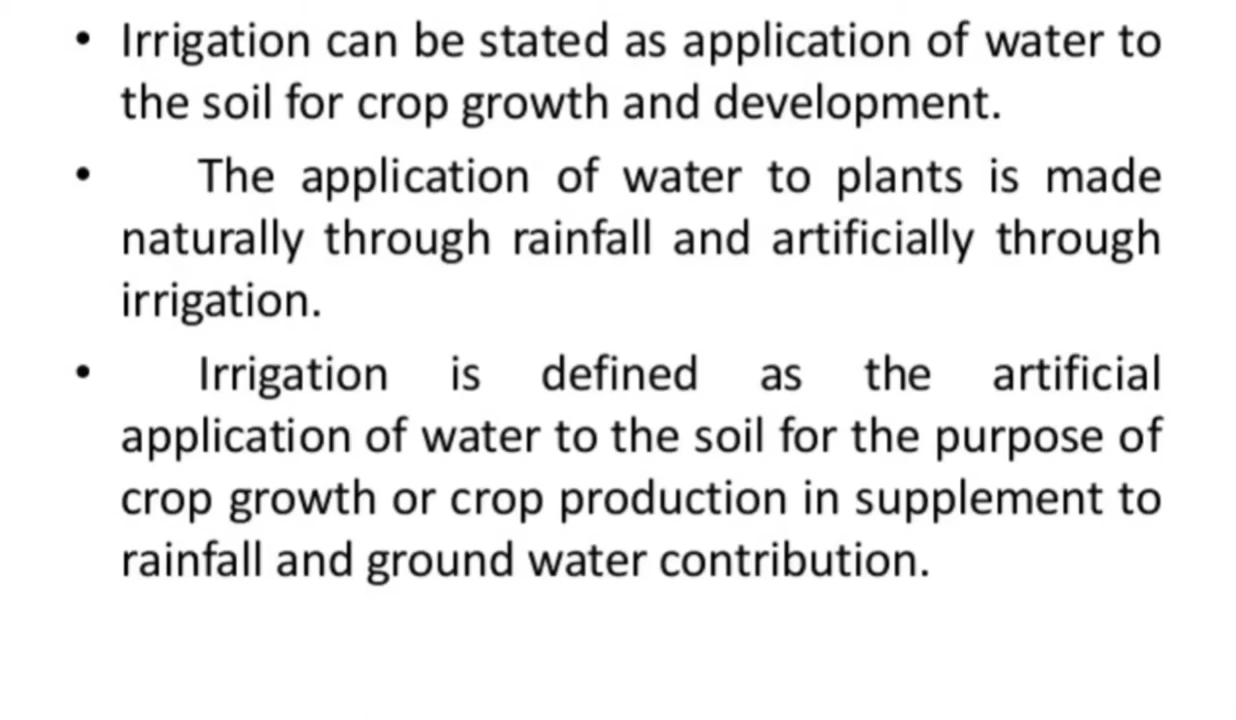 • Irrigation can be stated as application of water to
the soil for crop growth and development.
• The application of water to plants is made
naturally through rainfall and artificially through
irrigation.
• Irrigation is defined as the artificial
application of water to the soil for the purpose of
crop growth or crop production in supplement to
rainfall and ground water contribution.